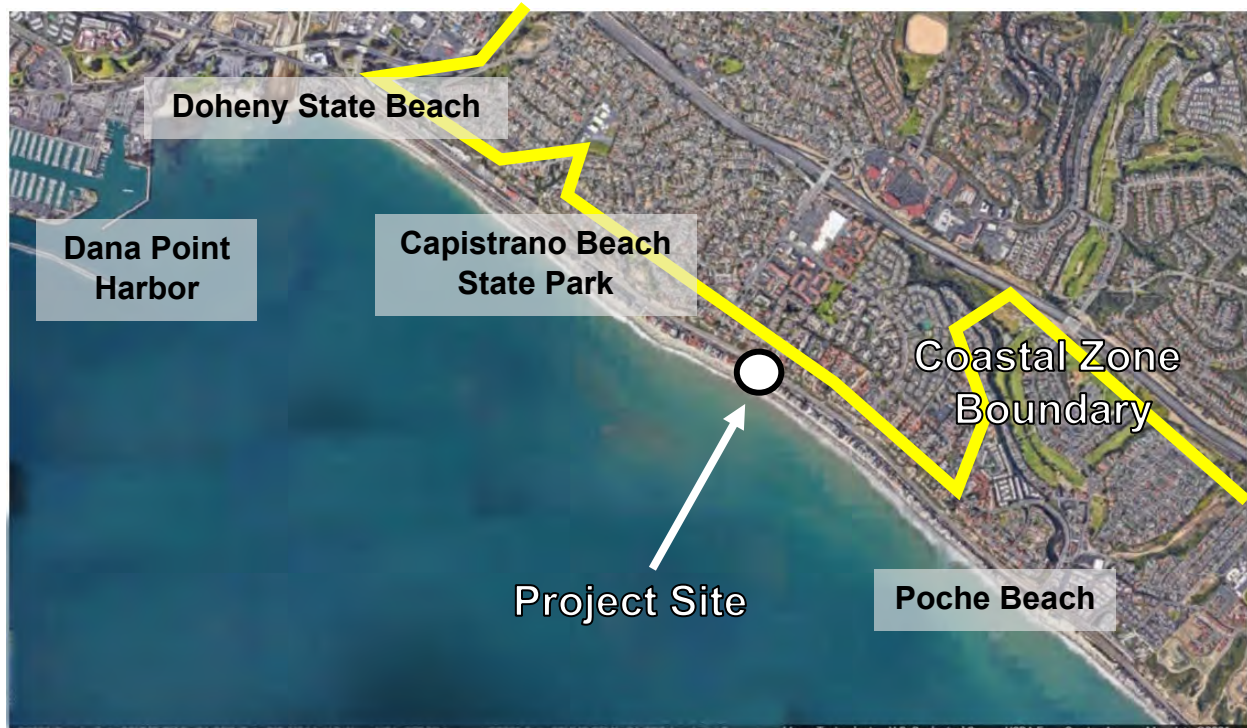 Doheny State Beach
Dana Point
Harbor
Capistrano Beach
State Park
Coastal Zone
Boundary
Project Site
Poche Beach